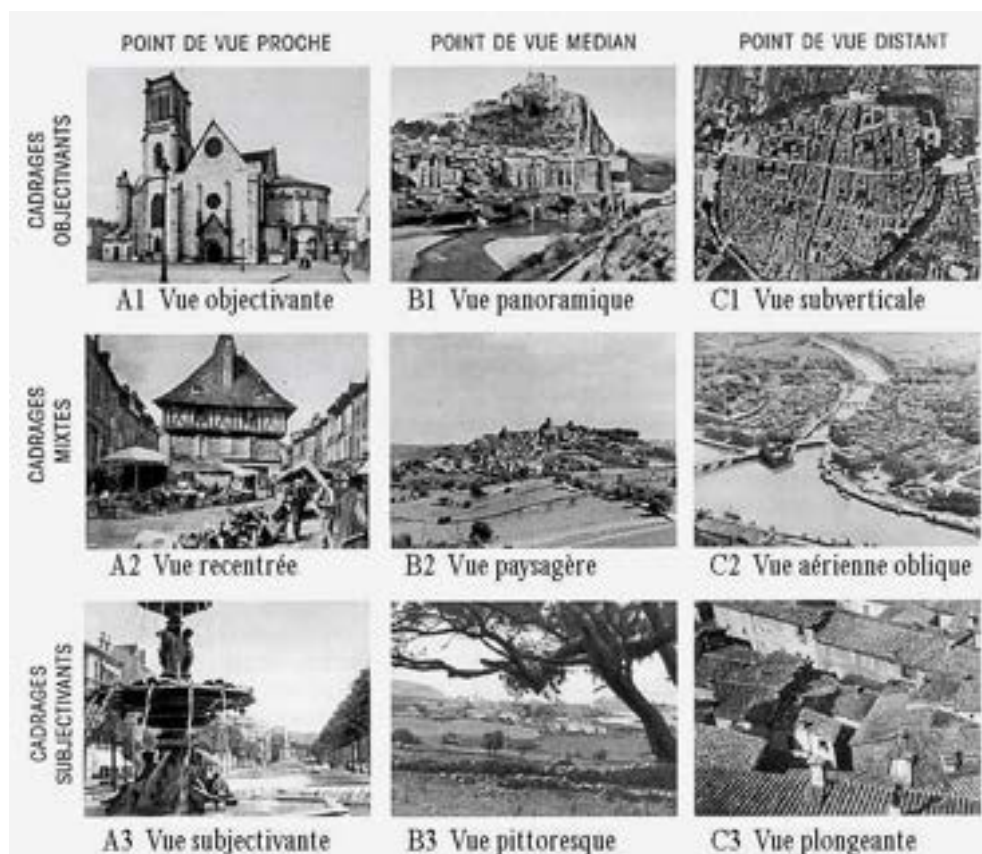 POINT DE VUE PROCHE
POINT DE VUE MEDIAN
POINT DE VUE DISTANT
CADRAGES
OBJECTIVANTS
A1 Vue objectivante
B1 Vue panoramique
C1 Vue subverticale
CADRAGES
MIXTES
A2 Vue recentrée
B2 Vue paysagère
C2 Vue aérienne oblique
CADRAGES
SUBJECTIVANTS
A3 Vue subjectivante
B3 Vue pittoresque
C3 Vue plongeante